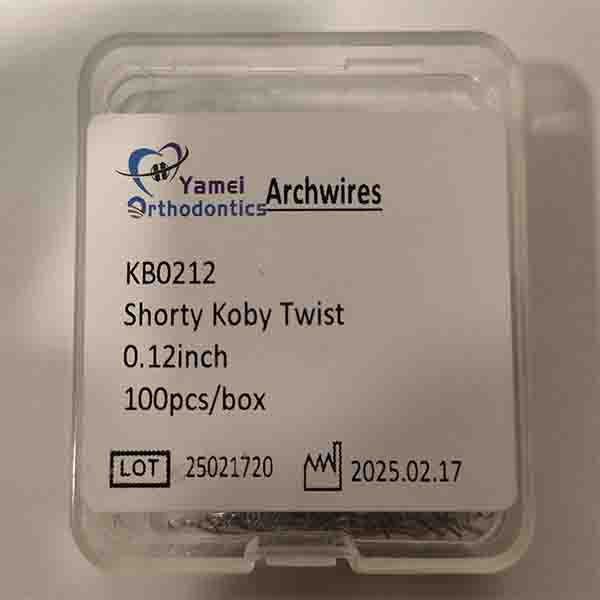 Yamei
Orthodontics
Archwires
KB0212
Shorty Koby Twist
0.12inch
100pcs/box
LOT 25021720 2025.02.17